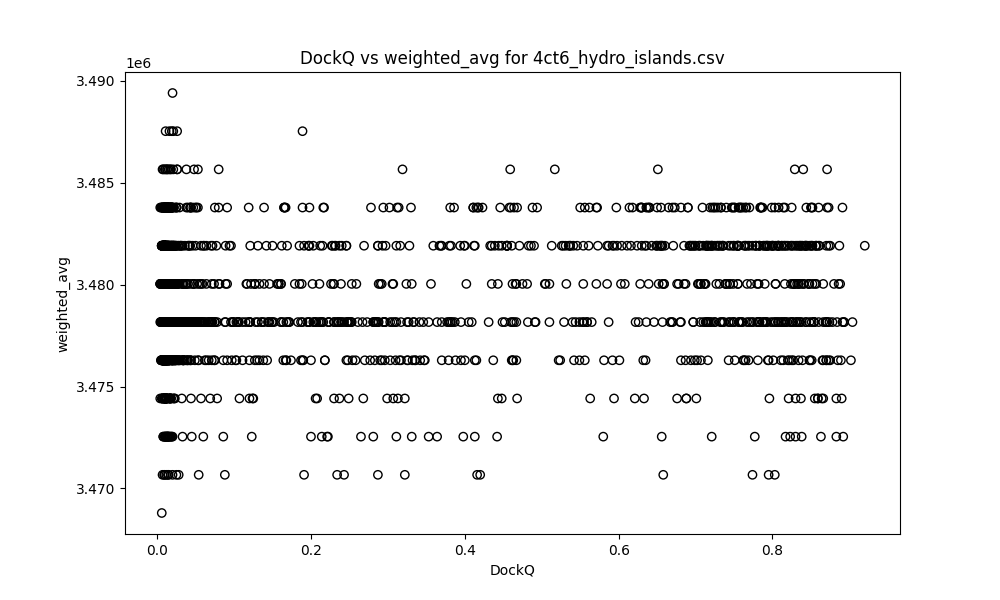 DockQ vs weighted_avg for 4ct6_hydro_islands.csv
1e6
3.490
3.485
3.480
3.475
3.470
weighted_avg
0.0 0.2 0.4 0.6 0.8
DockQ